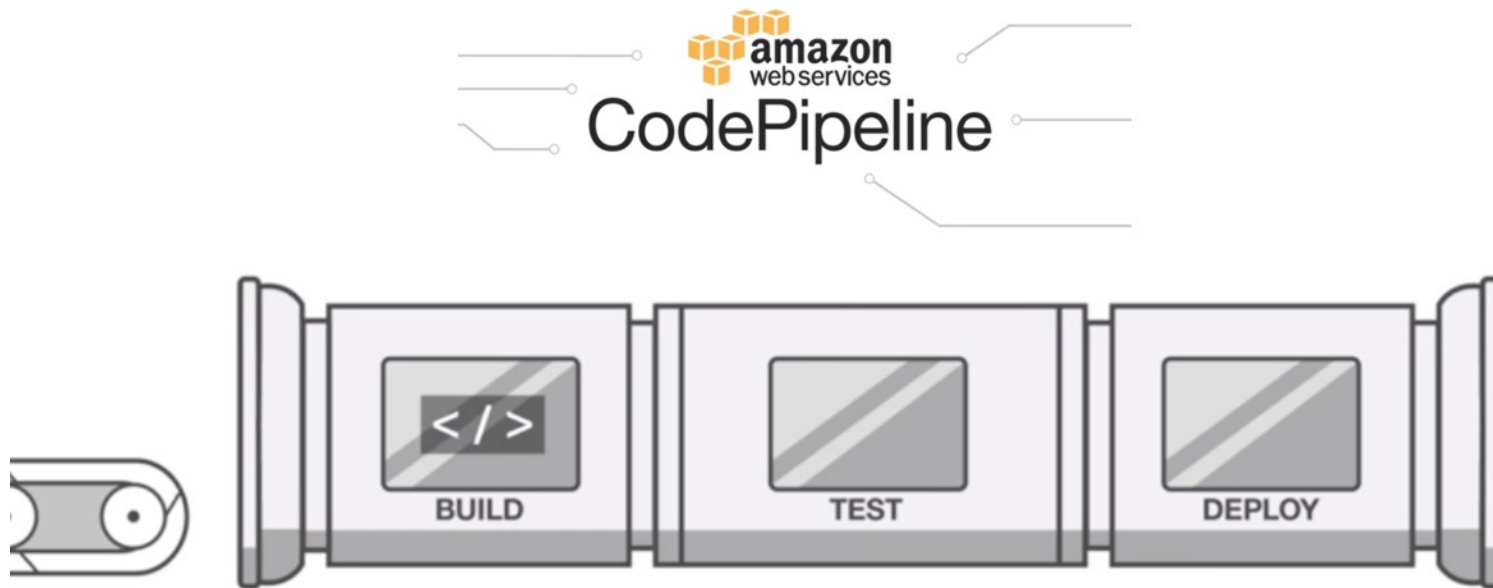 amazon
web services
CodePipeline
</>
BUILD
TEST
DEPLOY